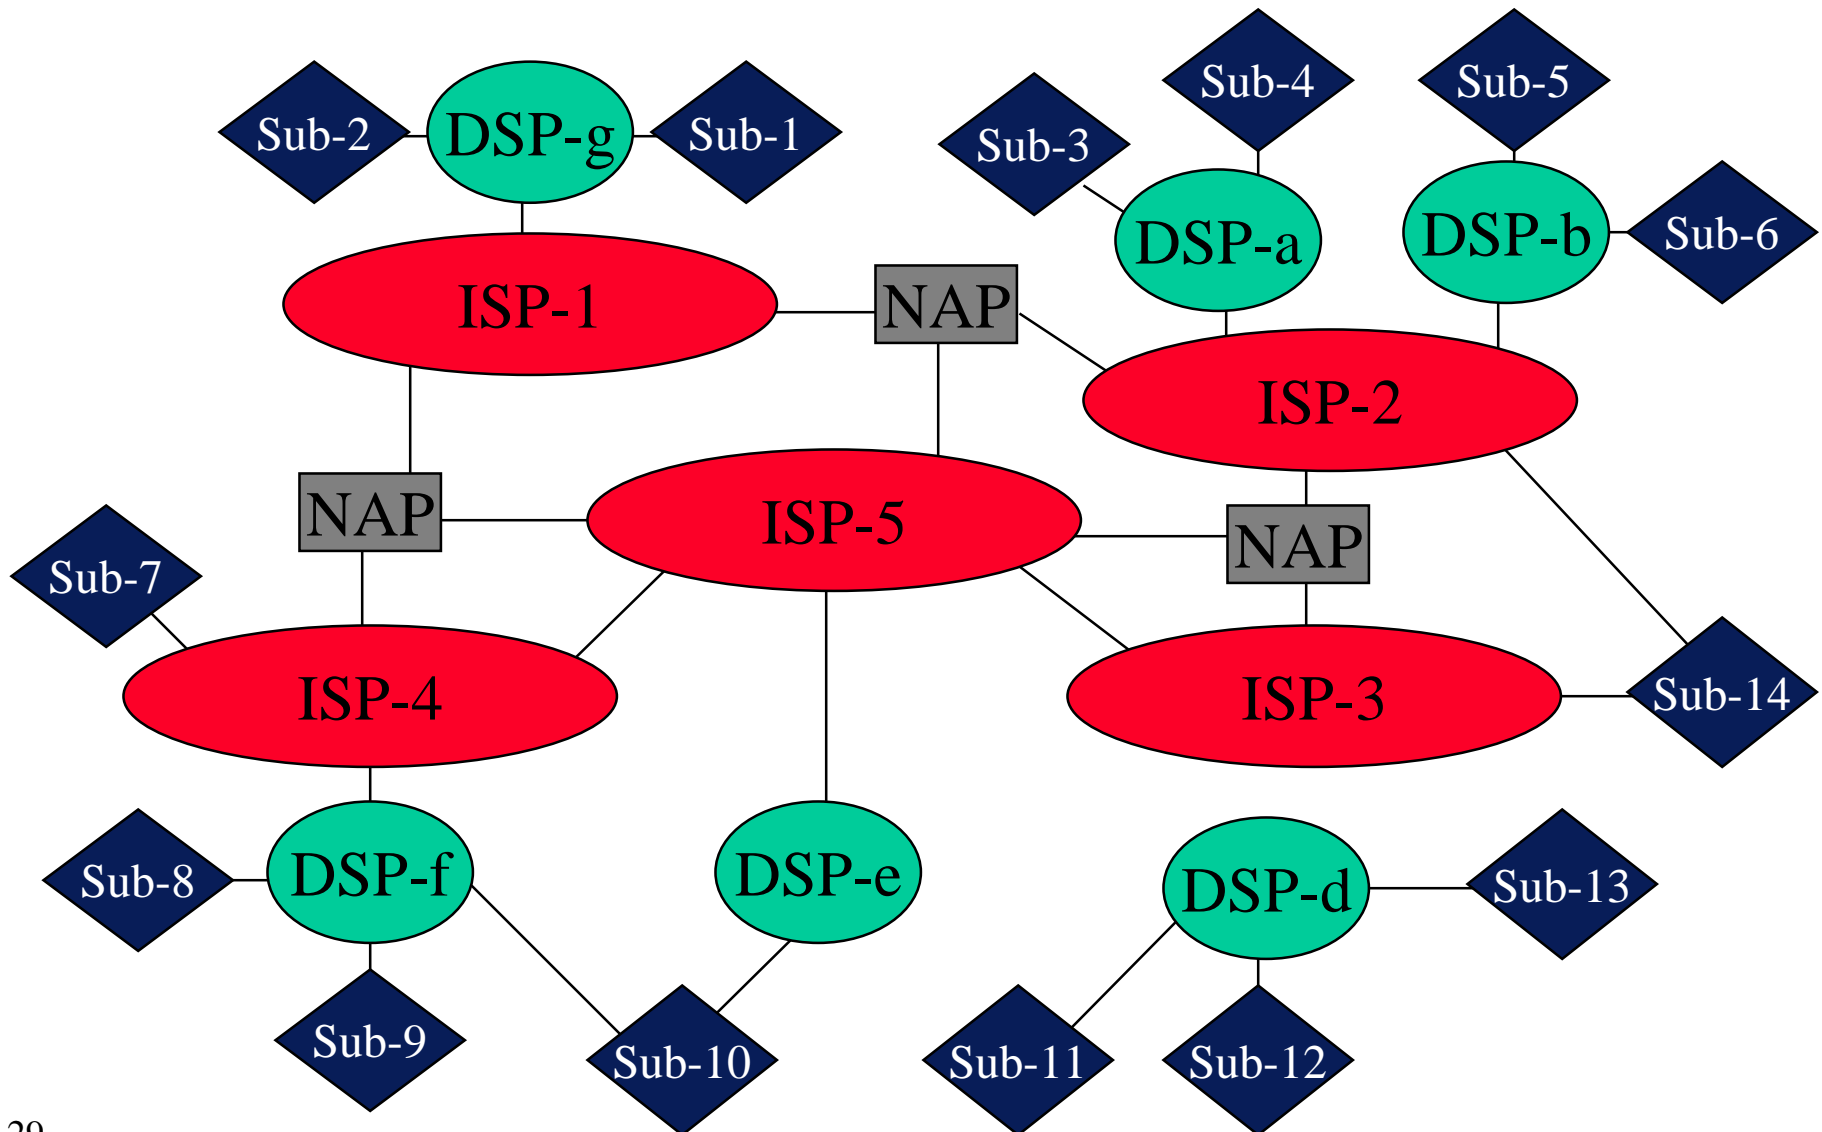 Sub-4
Sub-5
Sub-2
DSP-g
Sub-1
Sub-3
DSP-a
DSP-b
Sub-6
ISP-1
NAP
ISP-2
NAP
ISP-5
NAP
Sub-7
ISP-4
ISP-3
Sub-14
Sub-8
DSP-f
DSP-e
DSP-d
Sub-13
Sub-9
Sub-10
Sub-11
Sub-12
29